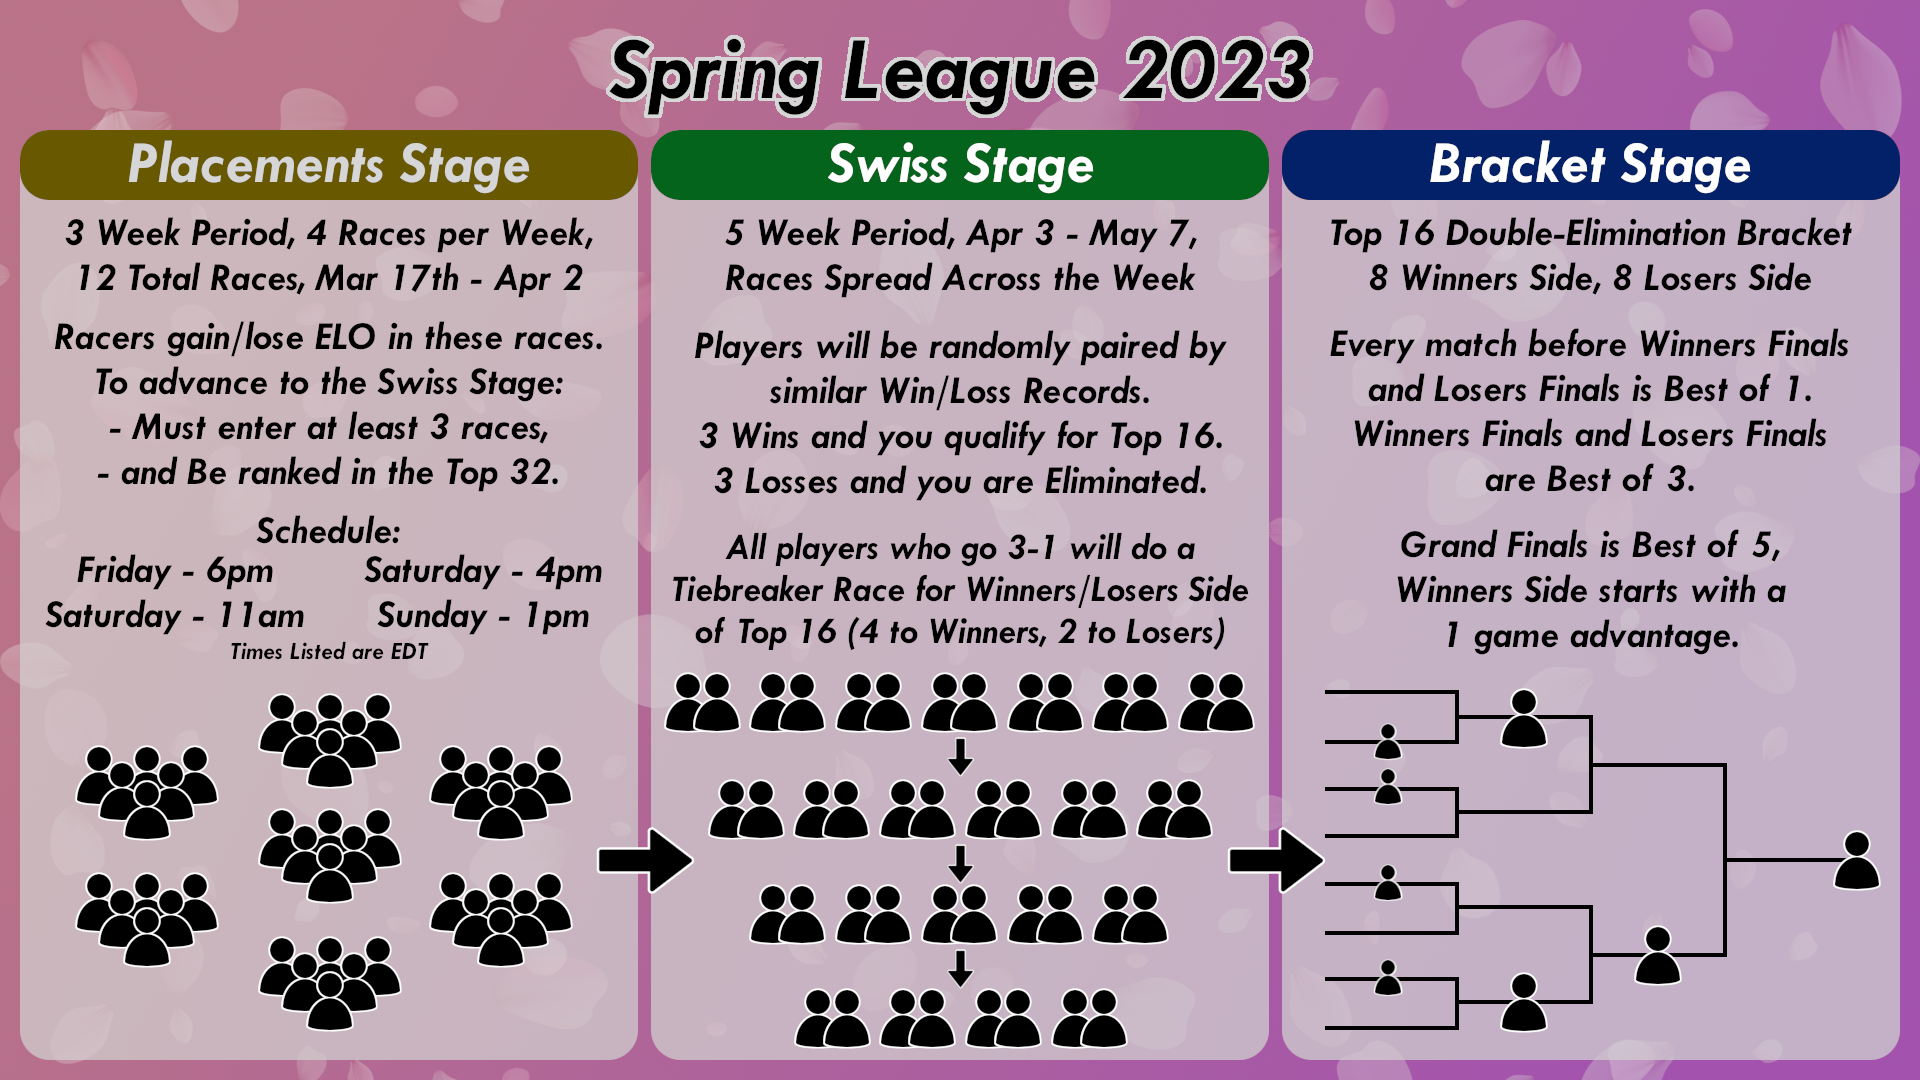 Spring League 2023
Placements Stage
3 Week Period, 4 Races per Week,
12 Total Races, Mar 17th - Apr 2
Racers gain/lose ELO in these races.
To advance to the Swiss Stage:
- Must enter at least 3 races,
- and Be ranked in the Top 32.
Schedule:
Friday - 6pm
Saturday - 4pm
Saturday - 11am
Sunday - 1pm
Times Listed are EDT
Swiss Stage
5 Week Period, Apr 3 - May 7,
Races Spread Across the Week
Players will be randomly paired by
similar Win/Loss Records.
3 Wins and you qualify for Top 16.
3 Losses and you are Eliminated.
All players who go 3-1 will do a
Tiebreaker Race for Winners/Losers Side
of Top 16 (4 to Winners, 2 to Losers)
Bracket Stage
Top 16 Double-Elimination Bracket
8 Winners Side, 8 Losers Side
Every match before Winners Finals
and Losers Finals is Best of 1.
Winners Finals and Losers Finals
are Best of 3.
Grand Finals is Best of 5,
Winners Side starts with a
1 game advantage.